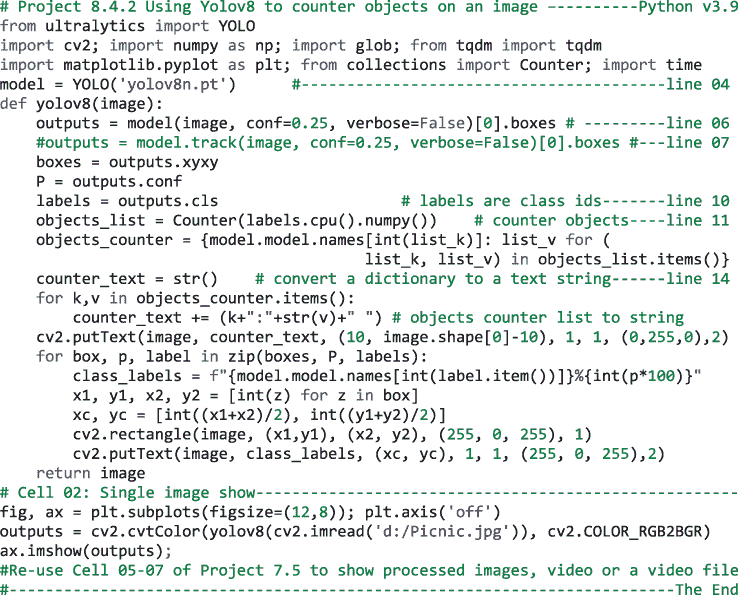 # Project 8.4.2 Using Yolov8 to counter objects on an image ----------Python v3.9
from ultralytics import YOLO
import cv2; import numpy as np; import glob; from tqdm import tqdm
import matplotlib.pyplot as plt; from collections import Counter; import time
model = YOLO('yolov8n.pt')      #----------------------------------------line 04
def yolov8(image):
    outputs = model(image, conf=0.25, verbose=False)[0].boxes # ---------line 06
    #outputs = model.track(image, conf=0.25, verbose=False)[0].boxes #---line 07
    boxes = outputs.xyxy
    P = outputs.conf
    labels = outputs.cls                    # labels are class ids-------line 10
    objects_list = Counter(labels.cpu().numpy())    # counter objects----line 11
    objects_counter = {model.model.names[int(list_k)]: list_v for (
                                        list_k, list_v) in objects_list.items()}
    counter_text = str()    # convert a dictionary to a text string------line 14
    for k,v in objects_counter.items():
        counter_text += (k+":"+str(v)+" ") # objects counter list to string
    cv2.putText(image, counter_text, (10, image.shape[0]-10), 1, 1, (0,255,0),2)
    for box, p, label in zip(boxes, P, labels):
        class_labels = f"{model.model.names[int(label.item())]}%{int(p*100)}"
        x1, y1, x2, y2 = [int(z) for z in box]
        xc, yc = [int((x1+x2)/2), int((y1+y2)/2)]
        cv2.rectangle(image, (x1,y1), (x2, y2), (255, 0, 255), 1)
        cv2.putText(image, class_labels, (xc, yc), 1, 1, (255, 0, 255),2)
    return image
# Cell 02: Single image show----------------------------------------------------
fig, ax = plt.subplots(figsize=(12,8)); plt.axis('off')
outputs = cv2.cvtColor(yolov8(cv2.imread('d:/Picnic.jpg')), cv2.COLOR_RGB2BGR)
ax.imshow(outputs);
#Re-use Cell 05-07 of Project 7.5 to show processed images, video or a video file
#------------------------------------------------------------------------The End